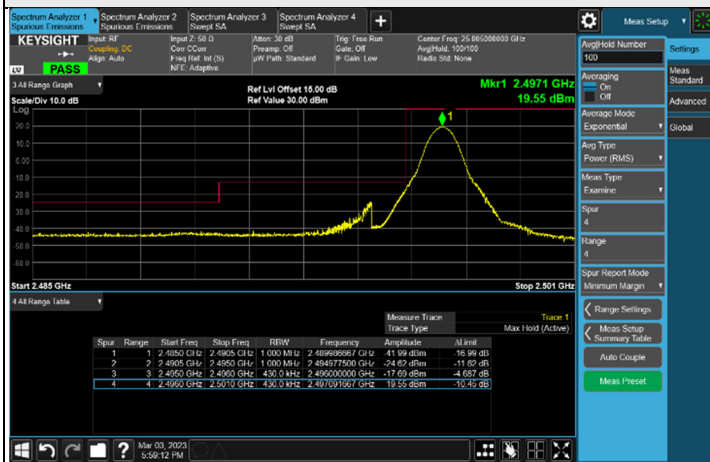 Spectrum Analyzer 1 Spectrum Analyzer 2 Spectrum Analyzer 3 Spectrum Analyzer 4 +
Spurious Emissions Spurious Emissions Swept SA Swept SA
Meas Setup
KEYSIGHT Input: RF Input Z: 50 Ω Atten: 30 dB Trig: Free Run Center Freq: 25.005000000 GHz
Coupling: DC Corr CCorr Preamp: Off Gate: Off Avg|Hold: 100/100
Align: Auto Freq Ref: Int (S) µW Path: Standard IF Gain: Low Radio Std: None
NFE: Adaptive
LXI PASS
3 All Range Graph
Ref Lvl Offset 15.00 dB Mkr1 2.4971 GHz
Scale/Div 10.0 dB Ref Value 30.00 dBm 19.55 dBm
Log
1
20.0
10.0
0.00
-10.0
-20.0
-30.0
-40.0
-50.0
-60.0
Start 2.485 GHz Stop 2.501 GHz
4 All Range Table
Measure Trace Trace 1
Trace Type Max Hold (Active)
Spur Range Start Freq Stop Freq RBW Frequency Amplitude ΔLimit
1 1 2.4850 GHz 2.4905 GHz 1.000 MHz 2.489986667 GHz -41.99 dBm -16.99 dB
2 2 2.4905 GHz 2.4950 GHz 1.000 MHz 2.494977500 GHz -24.62 dBm -11.62 dB
3 3 2.4950 GHz 2.4960 GHz 430.0 kHz 2.496000000 GHz -17.69 dBm -4.687 dB
4 4 2.4960 GHz 2.5010 GHz 430.0 kHz 2.497091667 GHz 19.55 dBm -10.45 dB
Avg|Hold Number
100
Averaging
On
Off
Average Mode
Exponential
Avg Type
Power (RMS)
Meas Type
Examine
Spur
4
Range
4
Spur Report Mode
Minimum Margin
Range Settings
Meas Setup
Summary Table
Auto Couple
Meas Preset
Settings
Meas
Standard
Advanced
Global
?
Mar 03, 2023
5:59:12 PM